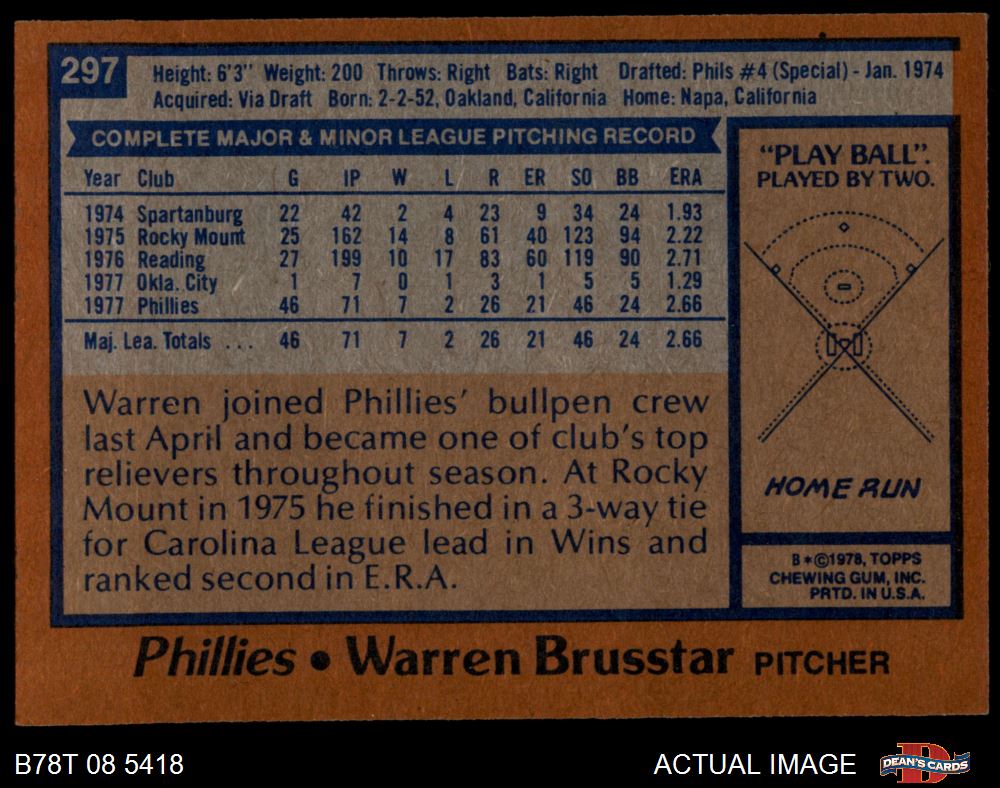 297
Height: 6'3" Weight: 200 Throws: Right Bats: Right Drafted: Phils #4 (Special) - Jan. 1974
Acquired: Via Draft Born: 2-2-52, Oakland, California Home: Napa, California
COMPLETE MAJOR & MINOR LEAGUE PITCHING RECORD
Year Club G IP W L R ER SO BB ERA
1974 Spartanburg 22 42 2 4 23 9 34 24 1.93
1975 Rocky Mount 25 162 14 8 61 40 123 94 2.22
1976 Reading 27 199 10 17 83 60 119 90 2.71
1977 Okla. City 1 7 0 1 3 1 5 5 1.29
1977 Phillies 46 71 7 2 26 21 46 24 2.66
Maj. Lea. Totals ... 46 71 7 2 26 21 46 24 2.66
Warren joined Phillies' bullpen crew
last April and became one of club's top
relievers throughout season. At Rocky
Mount in 1975 he finished in a 3-way tie
for Carolina League lead in Wins and
ranked second in E.R.A.
"PLAY BALL".
PLAYED BY TWO.
HOME RUN
B*©1978, TOPPS
CHEWING GUM, INC.
PRTD. IN U.S.A.
Phillies • Warren Brusstar PITCHER
B78T 08 5418
ACTUAL IMAGE
DEAN'S CARDS